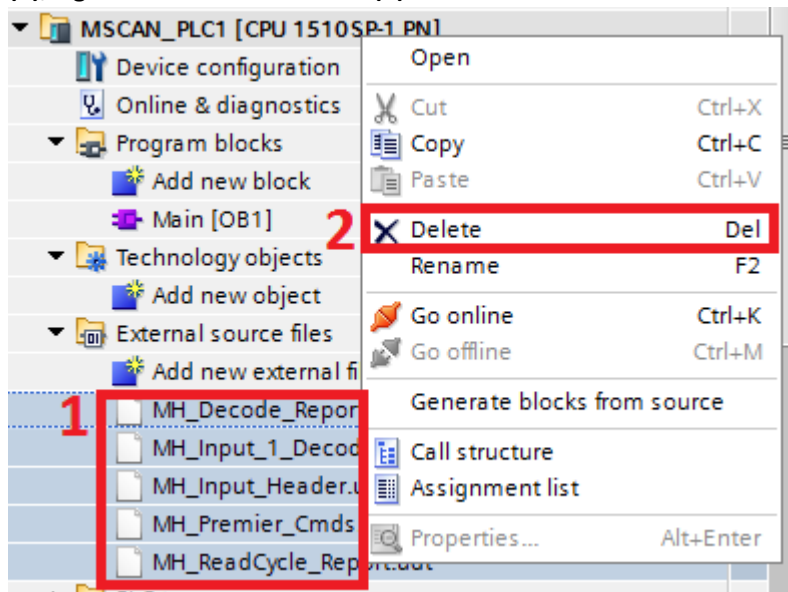 MSCAN_PLC1 [CPU 1510SP-1 PN]
Device configuration
Online & diagnostics
Program blocks
Add new block
Main [OB1]
Technology objects
Add new object
External source files
Add new external fi
1
MH_Decode_Repor
MH_Input_1_Decod
MH_Input_Header.u
MH_Premier_Cmds
MH_ReadCycle_Report.udt
Open
Cut Ctrl+X
Copy Ctrl+C
Paste Ctrl+V
2
Delete Del
Rename F2
Go online Ctrl+K
Go offline Ctrl+M
Generate blocks from source
Call structure
Assignment list
Properties... Alt+Enter